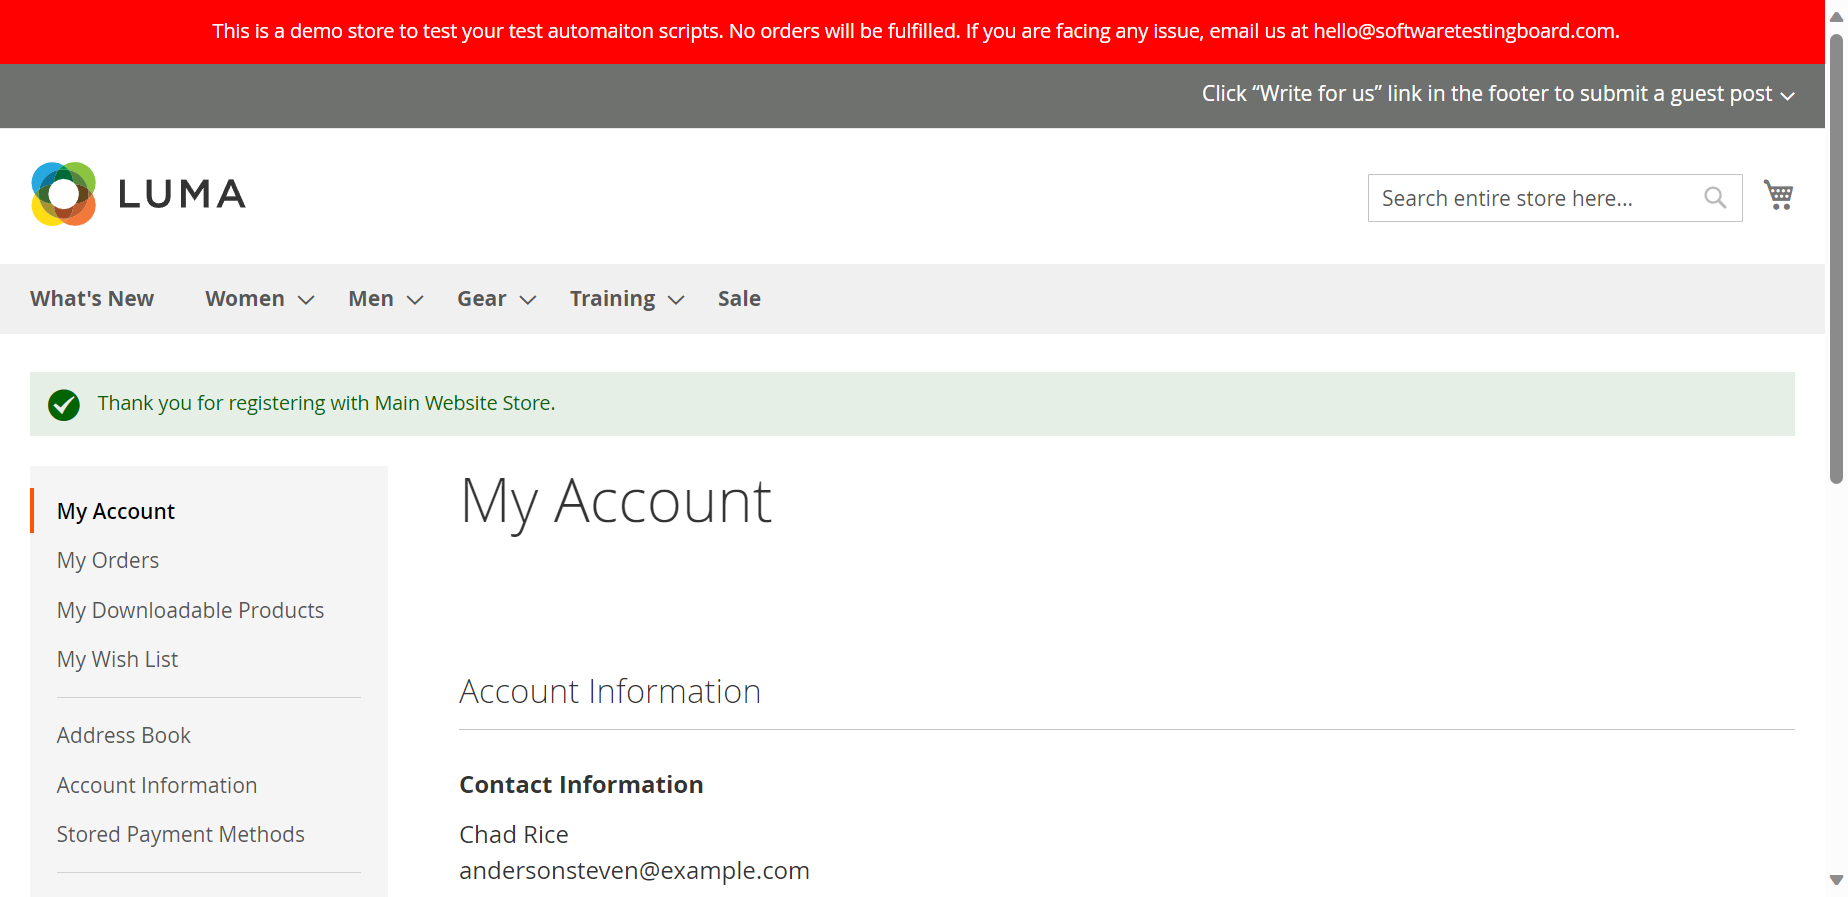 This is a demo store to test your test automaiton scripts. No orders will be fulfilled. If you are facing any issue, email us at hello@softwaretestingboard.com.
Click “Write for us” link in the footer to submit a guest post
LUMA
Search entire store here...
What's New Women Men Gear Training Sale
Thank you for registering with Main Website Store.
My Account
My Orders
My Downloadable Products
My Wish List
Address Book
Account Information
Stored Payment Methods
My Account
Account Information
Contact Information
Chad Rice
andersonsteven@example.com